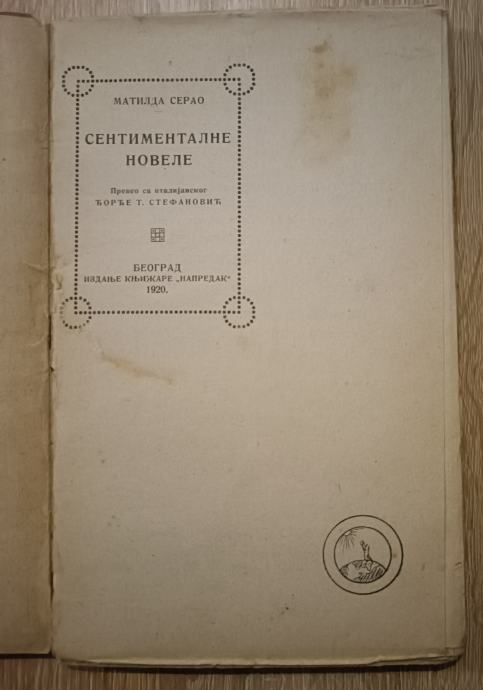 МАТИЛДА СЕРАО
СЕНТИМЕНТАЛНЕ
НОВЕЛЕ
Превео са италијанског
ЂОРЂЕ Т. СТЕФАНОВИЋ
БЕОГРАД
ИЗДАЊЕ КЊИЖАРЕ „НАПРЕДАК“
1920.